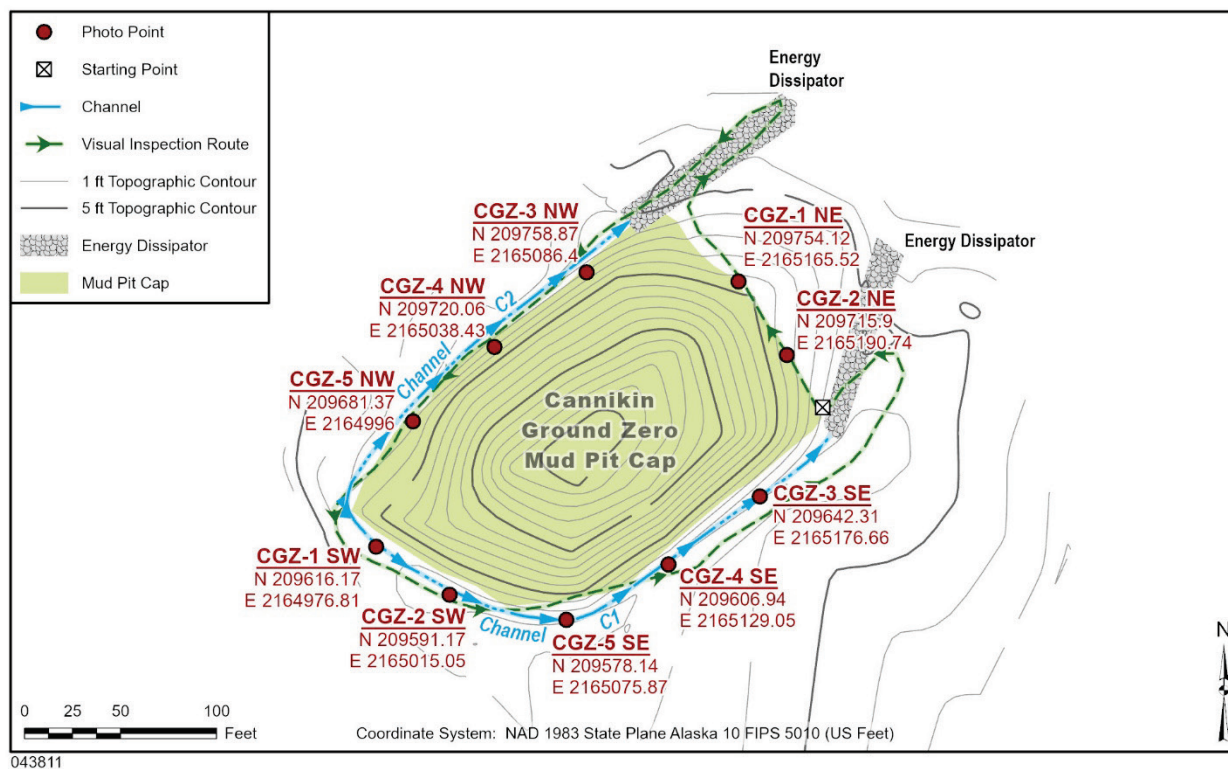 Photo Point
Starting Point
Channel
Visual Inspection Route
1 ft Topographic Contour
5 ft Topographic Contour
Energy Dissipator
Mud Pit Cap
Energy
Dissipator
CGZ-3 NW
N 209758.87
E 2165086.4
CGZ-1 NE
N 209754.12
E 2165165.52
Energy Dissipator
CGZ-4 NW
N 209720.06
E 2165038.43
CGZ-2 NE
N 209715.9
E 2165190.74
Channel C2
CGZ-5 NW
N 209681.37
E 2164996
Cannikin
Ground Zero
Mud Pit Cap
CGZ-3 SE
N 209642.31
E 2165176.66
CGZ-1 SW
N 209616.17
E 2164976.81
CGZ-4 SE
N 209606.94
E 2165129.05
CGZ-2 SW
N 209591.17
E 2165015.05
Channel C1
CGZ-5 SE
N 209578.14
E 2165075.87
N
0 25 50 100
Feet
Coordinate System: NAD 1983 State Plane Alaska 10 FIPS 5010 (US Feet)
043811